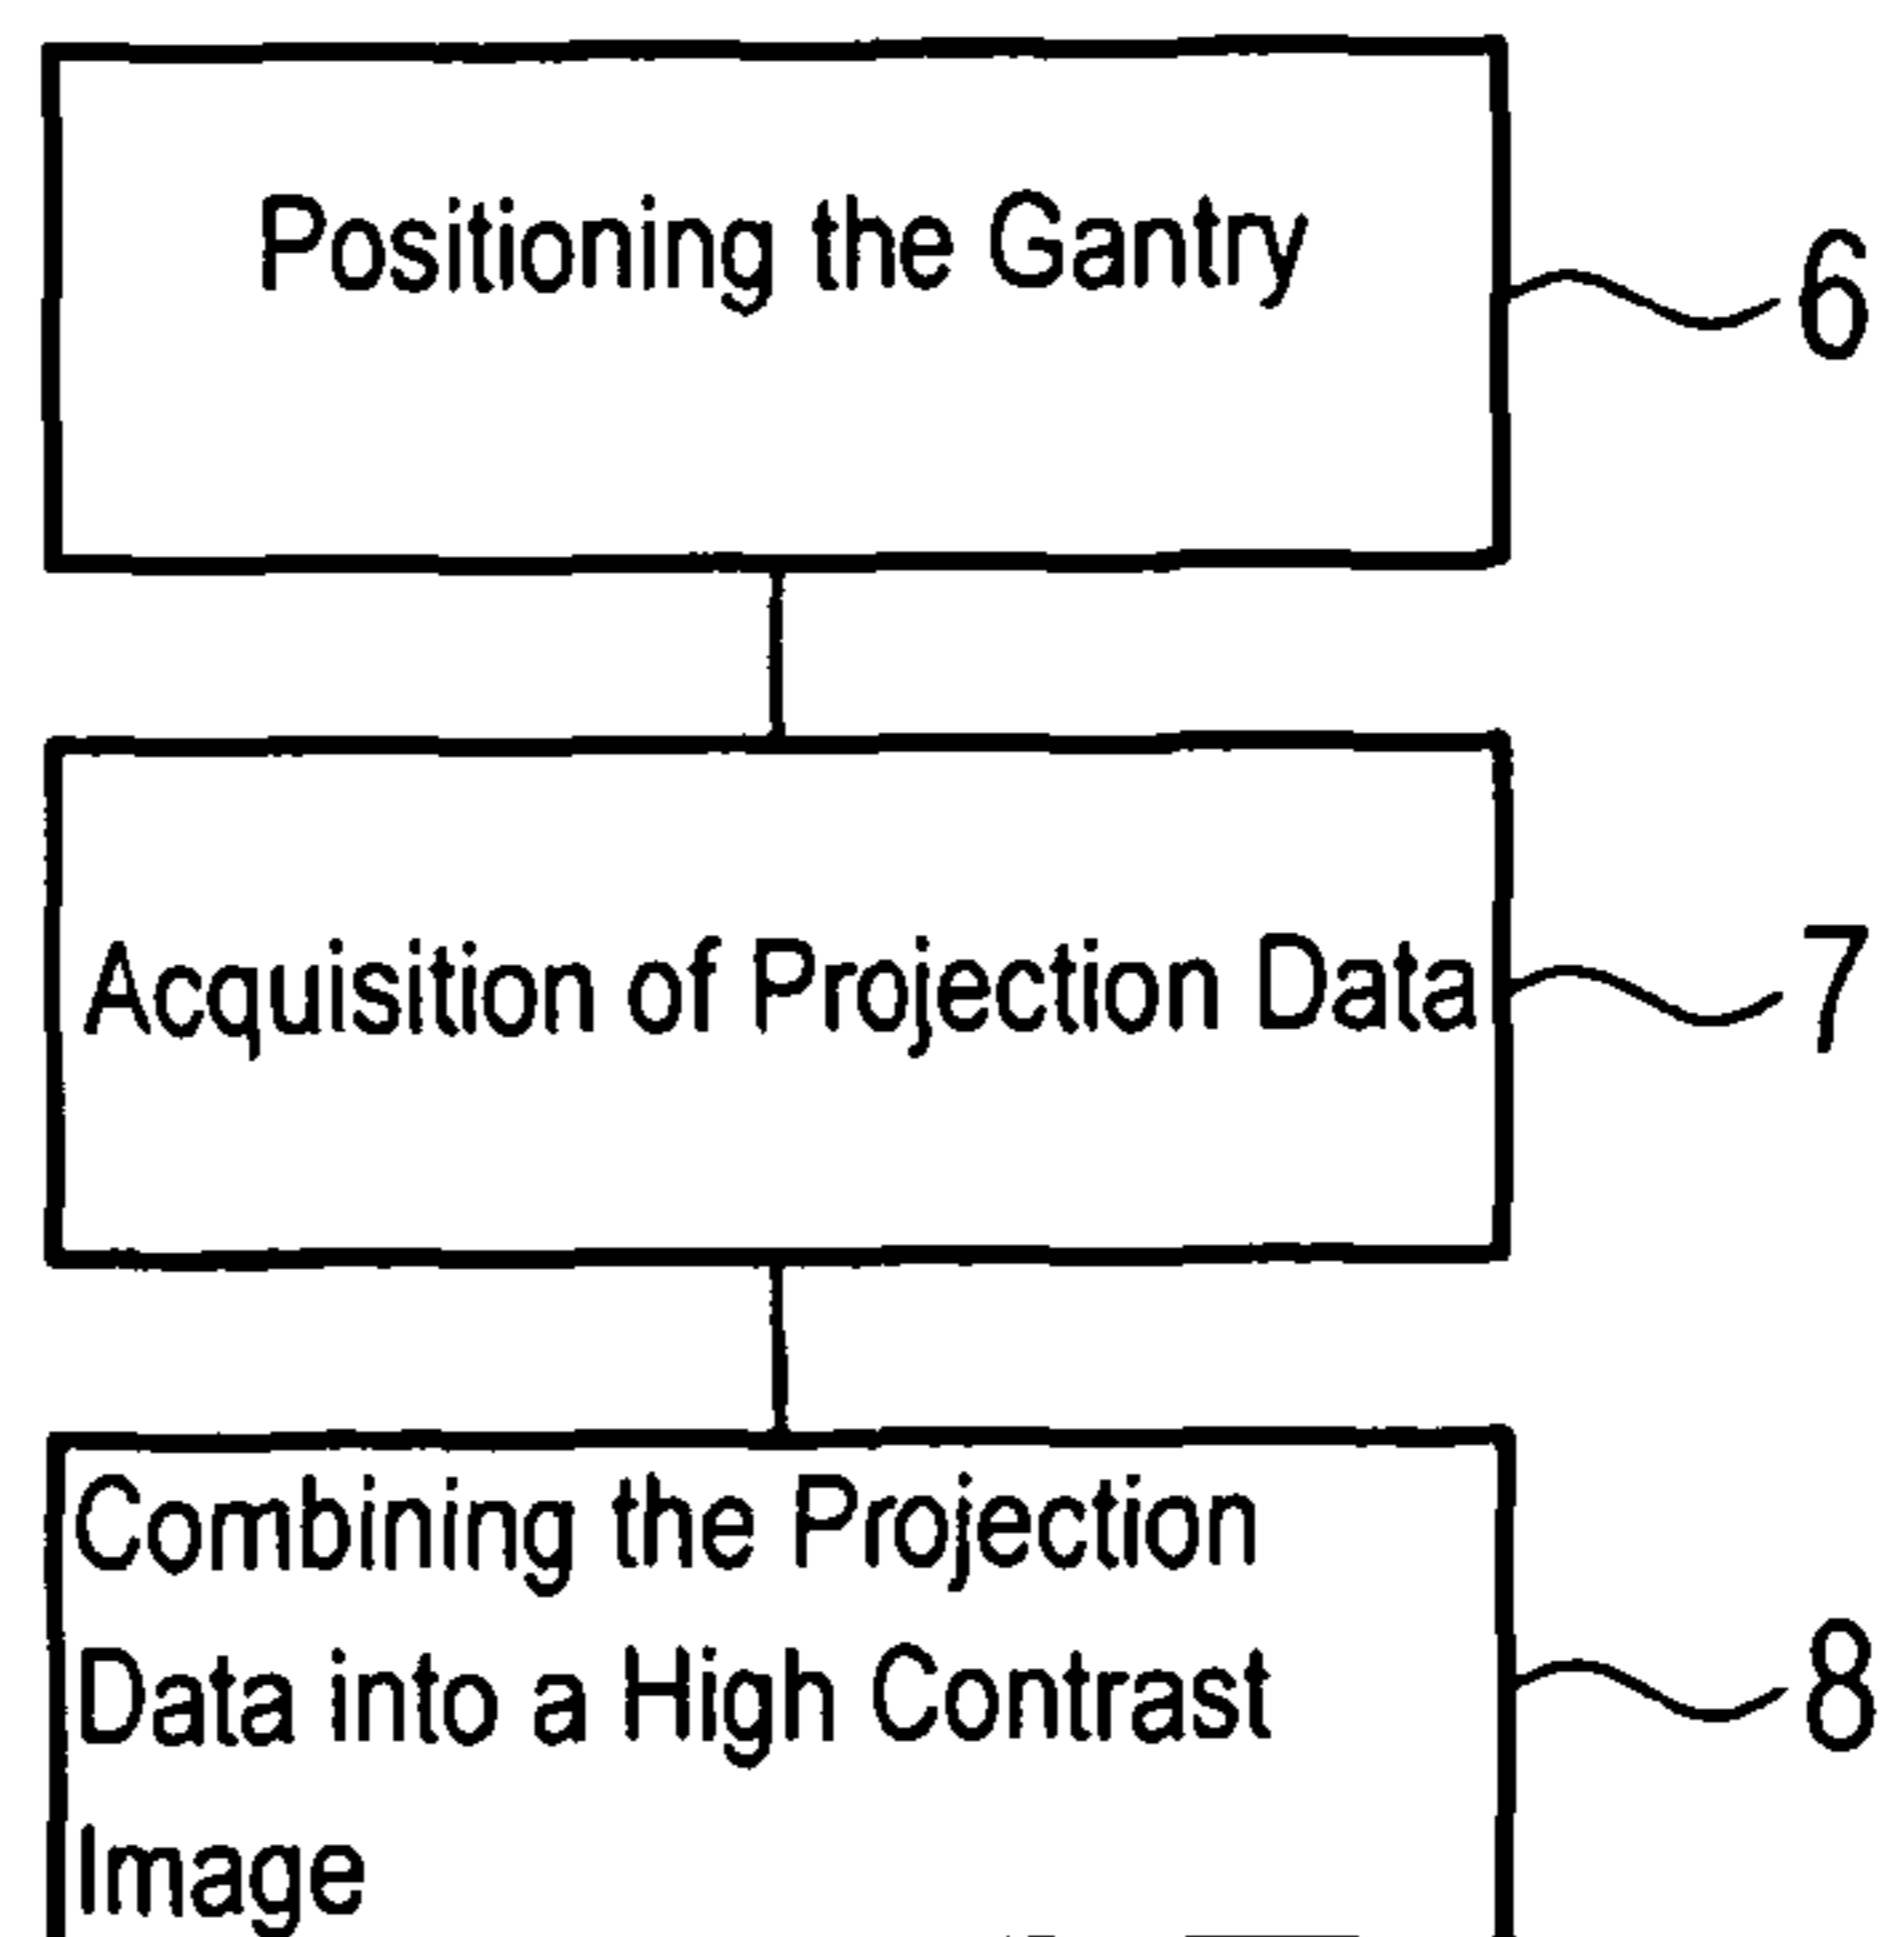 Positioning the Gantry
6
Acquisition of Projection Data
7
Combining the Projection
Data into a High Contrast
8
Image